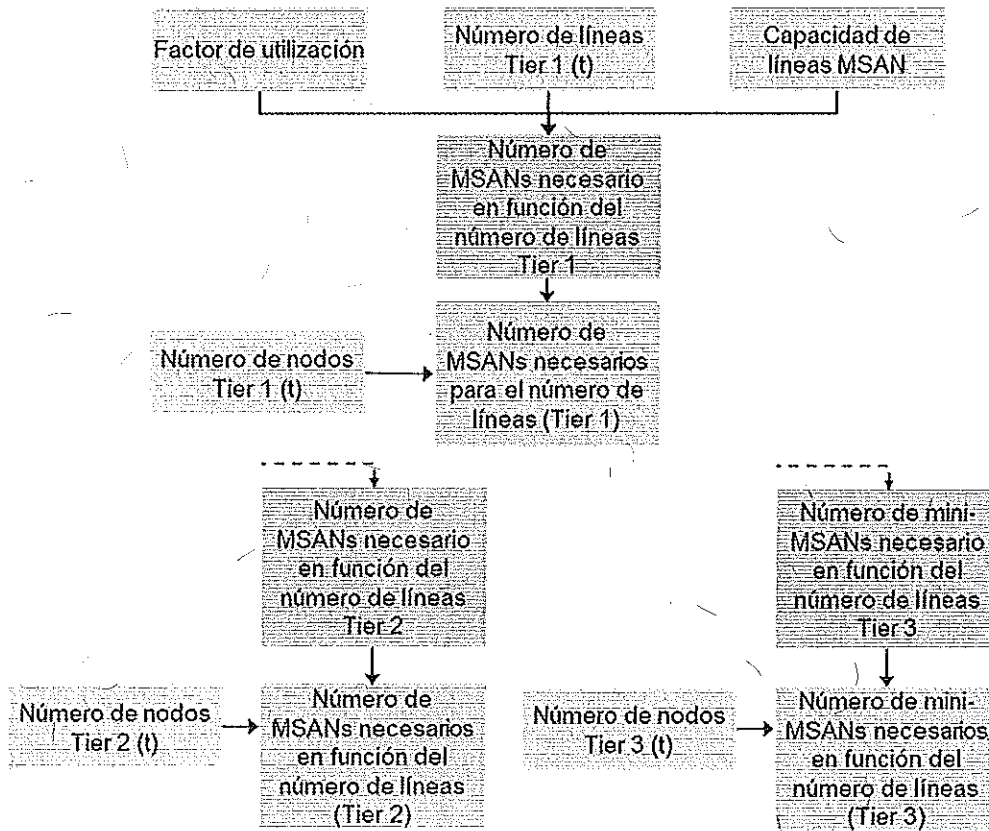 Factor de utilización
Número de líneas
Tier 1 (t)
Capacidad de
líneas MSAN
Número de
MSANs necesario
en función del
número de líneas
Tier 1
Número de nodos
Tier 1 (t)
Número de
MSANs necesarios
para el número de
líneas (Tier 1)
Número de
MSANs necesario
en función del
número de líneas
Tier 2
Número de mini-
MSANs necesario
en función del
número de líneas
Tier 3
Número de nodos
Tier 2 (t)
Número de
MSANs necesarios
en función del
número de líneas
(Tier 2)
Número de nodos
Tier 3 (t)
Número de mini-
MSANs necesarios
en función del
número de líneas
(Tier 3)